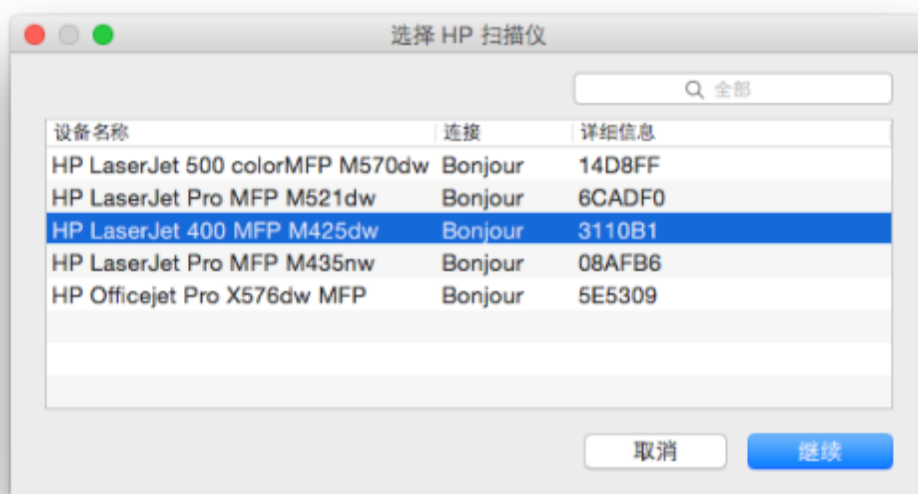 选择 HP 扫描仪
全部
设备名称 连接 详细信息
HP LaserJet 500 colorMFP M570dw Bonjour 14D8FF
HP LaserJet Pro MFP M521dw Bonjour 6CADF0
HP LaserJet 400 MFP M425dw Bonjour 3110B1
HP LaserJet Pro MFP M435nw Bonjour 08AFB6
HP Officejet Pro X576dw MFP Bonjour 5E5309
取消 继续